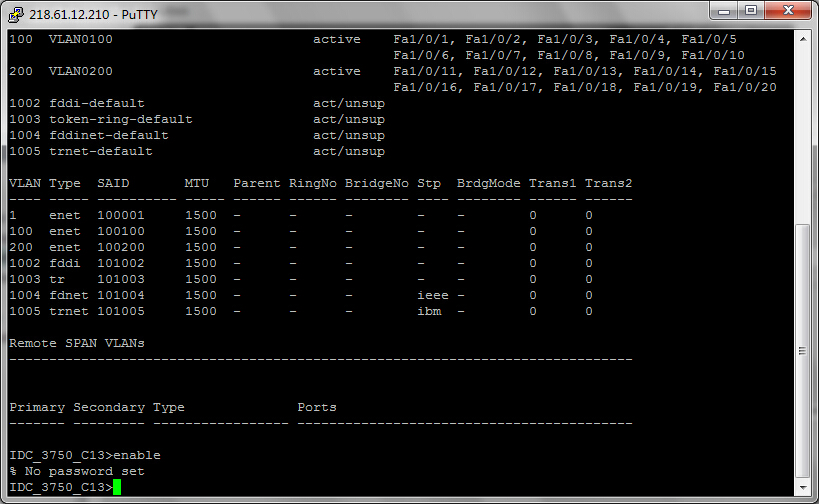 218.61.12.210 - PuTTY
100  VLAN0100                         active    Fa1/0/1, Fa1/0/2, Fa1/0/3, Fa1/0/4, Fa1/0/5
                                                Fa1/0/6, Fa1/0/7, Fa1/0/8, Fa1/0/9, Fa1/0/10
200  VLAN0200                         active    Fa1/0/11, Fa1/0/12, Fa1/0/13, Fa1/0/14, Fa1/0/15
                                                Fa1/0/16, Fa1/0/17, Fa1/0/18, Fa1/0/19, Fa1/0/20
1002 fddi-default                     act/unsup
1003 token-ring-default               act/unsup
1004 fddinet-default                  act/unsup
1005 trnet-default                    act/unsup
VLAN Type  SAID       MTU   Parent RingNo BridgeNo Stp  BrdgMode Trans1 Trans2
---- ----- ---------- ----- ------ ------ -------- ---- -------- ------ ------
1    enet  100001     1500  -      -      -        -    -        0      0
100  enet  100100     1500  -      -      -        -    -        0      0
200  enet  100200     1500  -      -      -        -    -        0      0
1002 fddi  101002     1500  -      -      -        -    -        0      0
1003 tr    101003     1500  -      -      -        -    -        0      0
1004 fdnet 101004     1500  -      -      -        ieee -        0      0
1005 trnet 101005     1500  -      -      -        ibm  -        0      0
Remote SPAN VLANs
------------------------------------------------------------------------------
Primary Secondary Type              Ports
------- --------- ----------------- ------------------------------------------
IDC_3750_C13>enable
% No password set
IDC_3750_C13>